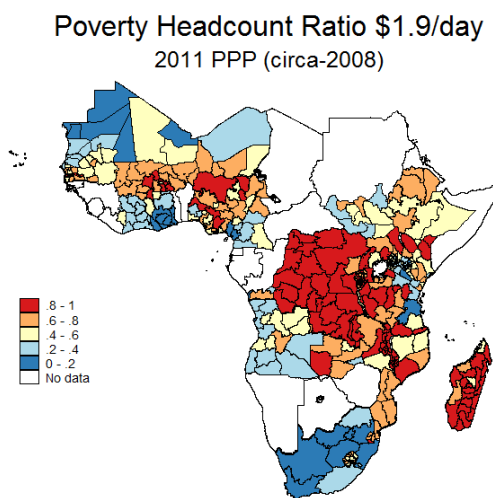 Poverty Headcount Ratio $1.9/day
2011 PPP (circa-2008)
.8 - 1
.6 - .8
.4 - .6
.2 - .4
0 - .2
No data